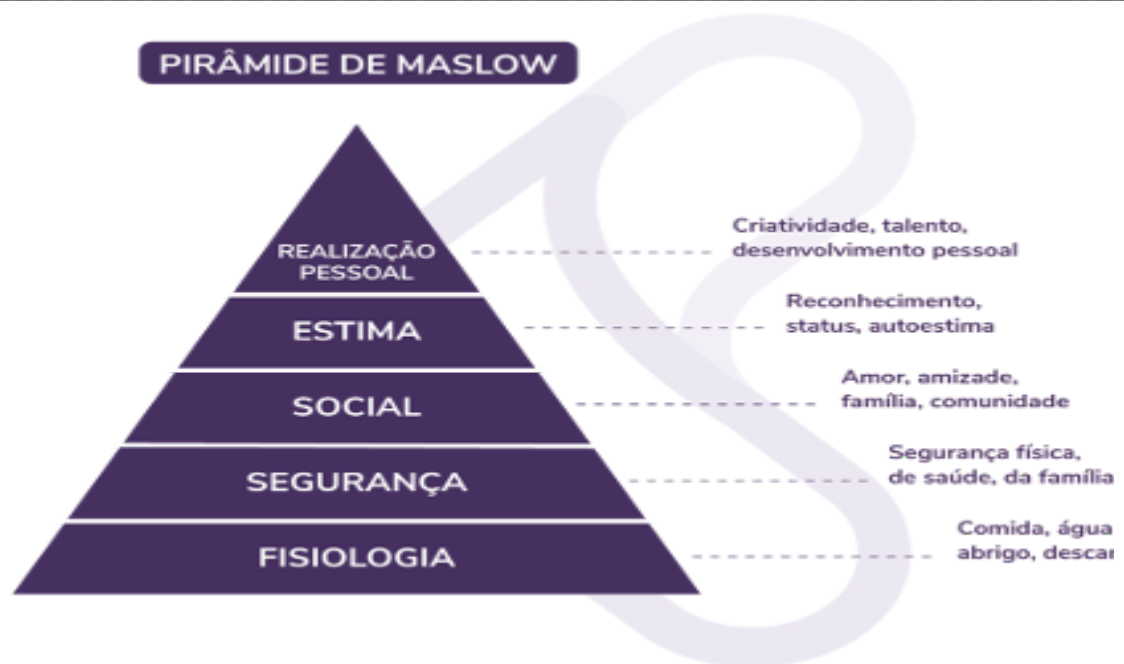 PIRÂMIDE DE MASLOW
REALIZAÇÃO
PESSOAL
Criatividade, talento,
desenvolvimento pessoal
ESTIMA
Reconhecimento,
status, autoestima
SOCIAL
Amor, amizade,
família, comunidade
SEGURANÇA
Segurança física,
de saúde, da família
FISIOLOGIA
Comida, água
abrigo,